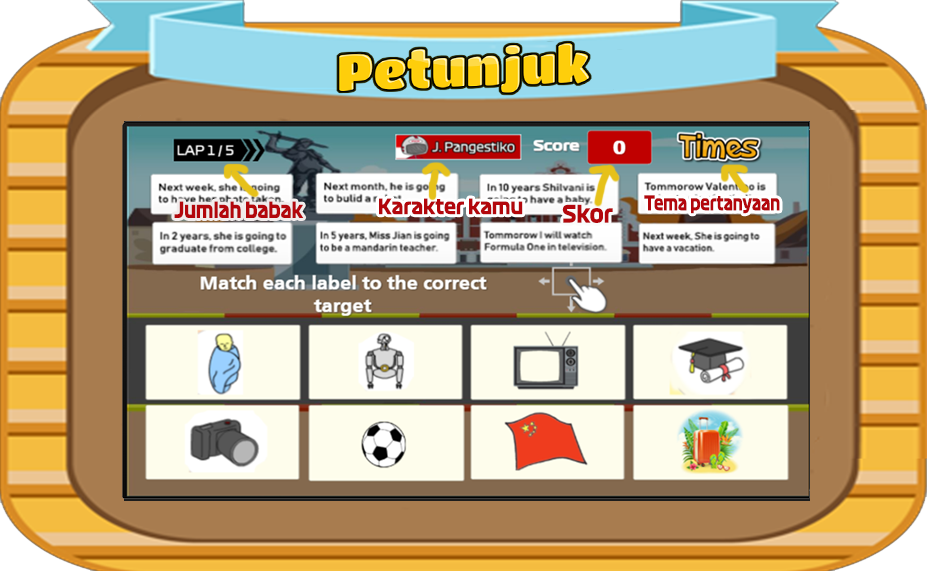 Petunjuk
LAP 1 / 5
J. Pangestiko
Score
0
Times
Next week, she is going
to have her photo taken.
Next month, he is going
to bulid a
In 10 years Shilvani is
going to have a baby.
Tommorow Valentino is
Jumlah babak
Karakter kamu
Skor
Tema pertanyaan
In 2 years, she is going to
graduate from college.
In 5 years, Miss Jian is going
to be a mandarin teacher.
Tommorow I will watch
Formula One in television.
Next week, She is going to
have a vacation.
Match each label to the correct
target